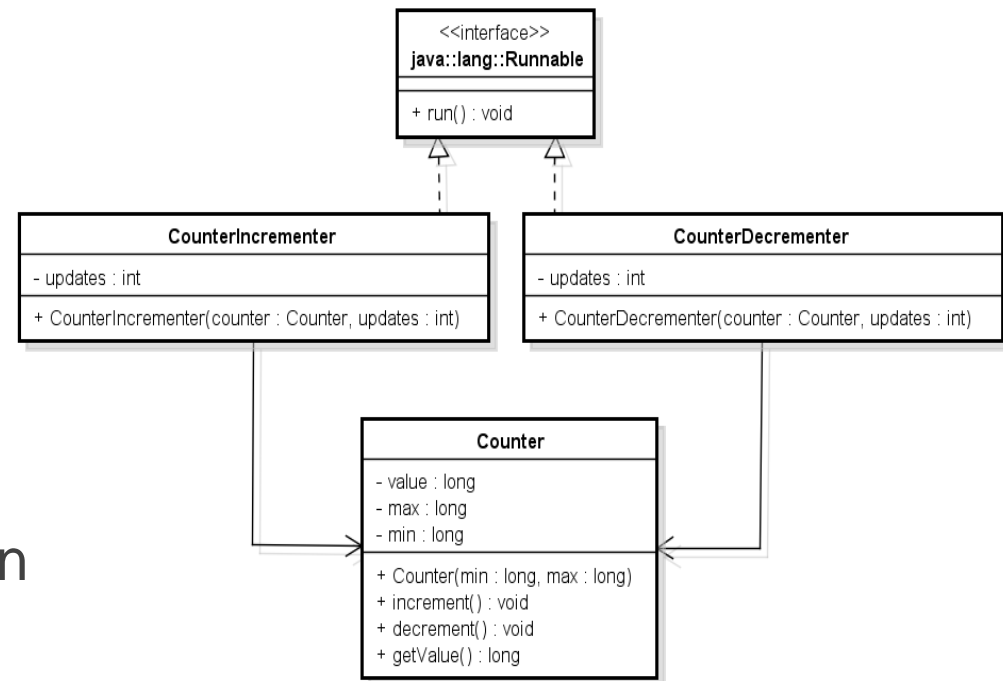 <<interface>>
java::lang::Runnable
+ run() : void
CounterIncrementer
- updates : int
+ CounterIncrementer(counter : Counter, updates : int)
CounterDecrementer
- updates : int
+ CounterDecrementer(counter : Counter, updates : int)
Counter
- value : long
- max : long
- min : long
+ Counter(min : long, max : long)
+ increment() : void
+ decrement() : void
+ getValue() : long
n